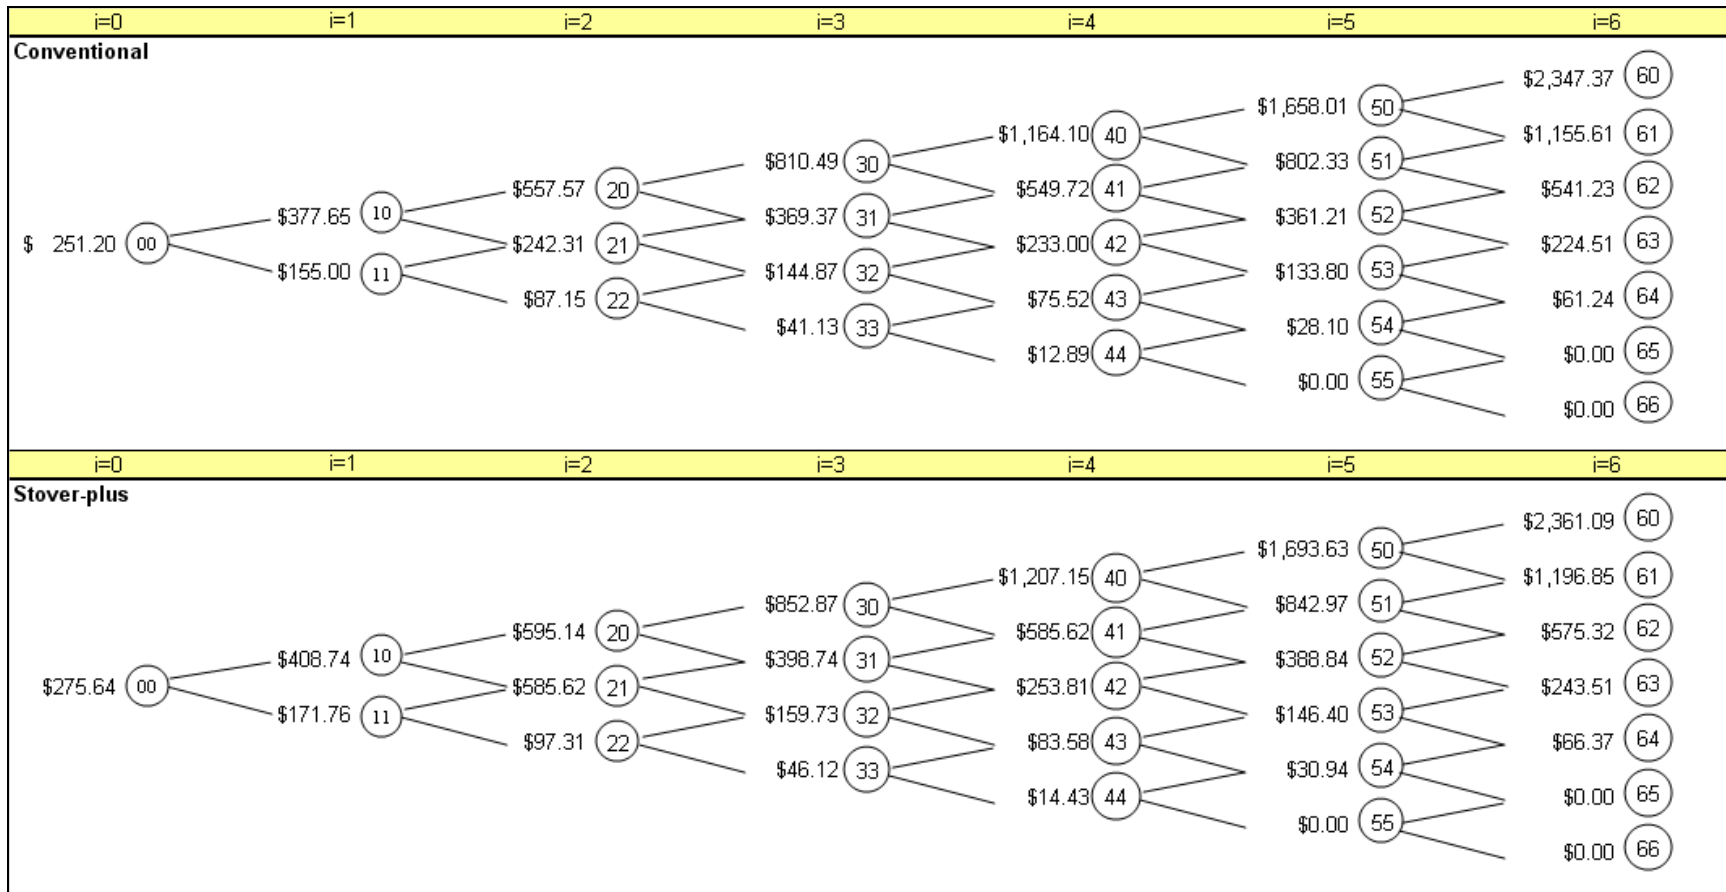 i=0 i=1 i=2 i=3 i=4 i=5 i=6
Conventional
$2,347.37 60
$1,658.01 50
$1,164.10 40 $1,155.61 61
$810.49 30 $802.33 51
$557.57 20 $549.72 41 $541.23 62
$377.65 10 $369.37 31 $361.21 52
$ 251.20 00 $242.31 21 $233.00 42 $224.51 63
$155.00 11 $144.87 32 $133.80 53
$87.15 22 $75.52 43 $61.24 64
$41.13 33 $28.10 54
$12.89 44 $0.00 65
$0.00 55
$0.00 66
i=0 i=1 i=2 i=3 i=4 i=5 i=6
Stover-plus
$2,361.09 60
$1,693.63 50
$1,207.15 40 $1,196.85 61
$852.87 30 $842.97 51
$595.14 20 $585.62 41 $575.32 62
$408.74 10 $398.74 31 $388.84 52
$275.64 00 $585.62 21 $253.81 42 $243.51 63
$171.76 11 $159.73 32 $146.40 53
$97.31 22 $83.58 43 $66.37 64
$46.12 33 $30.94 54
$14.43 44 $0.00 65
$0.00 55
$0.00 66